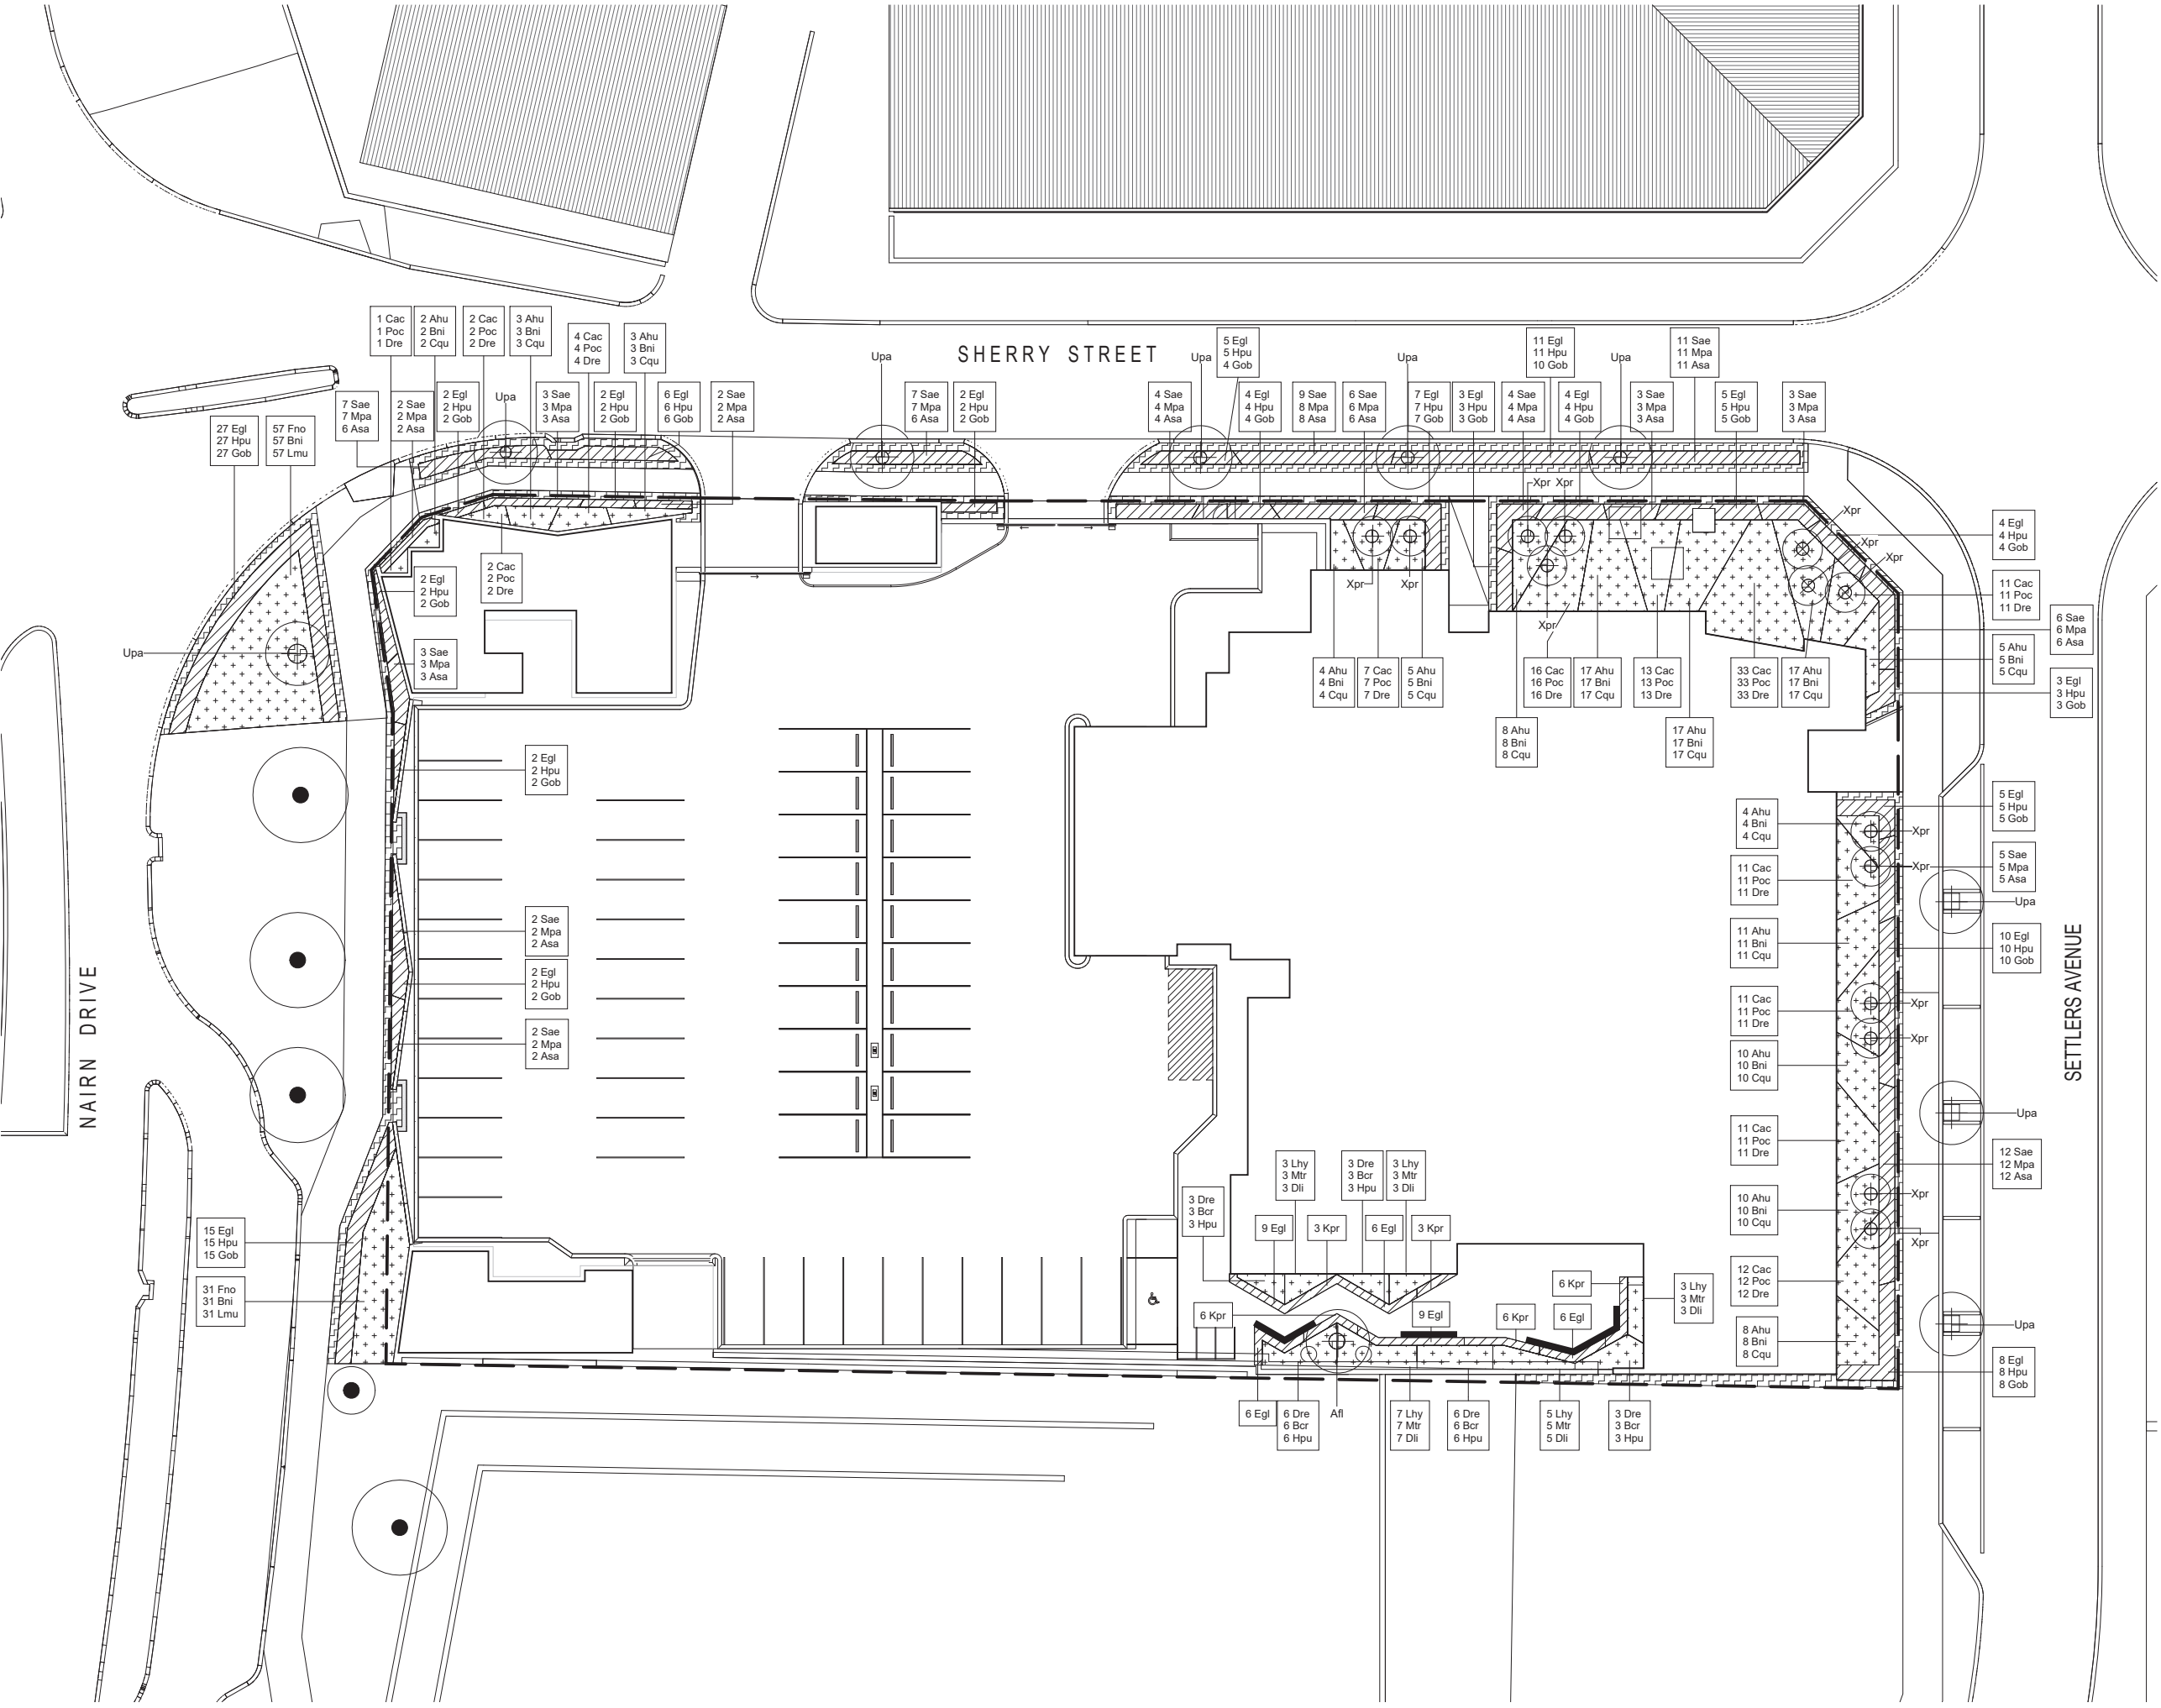 SHERRY STREET
1 Cac
1 Poc
1 Dre
2 Ahu
2 Bni
2 Cqu
2 Cac
2 Poc
2 Dre
3 Ahu
3 Bni
3 Cqu
4 Cac
4 Poc
4 Dre
3 Ahu
3 Bni
3 Cqu
Upa
Upa
5 Egl
5 Hpu
4 Gob
Upa
11 Egl
11 Hpu
10 Gob
Upa
11 Sae
11 Mpa
11 Asa
27 Egl
27 Hpu
27 Gob
57 Fno
57 Bni
57 Lmu
7 Sae
7 Mpa
6 Asa
2 Sae
2 Mpa
2 Asa
2 Egl
2 Hpu
2 Gob
Upa
3 Sae
3 Mpa
3 Asa
2 Egl
2 Hpu
2 Gob
6 Egl
6 Hpu
6 Gob
2 Sae
2 Mpa
2 Asa
7 Sae
7 Mpa
6 Asa
2 Egl
2 Hpu
2 Gob
4 Sae
4 Mpa
4 Asa
4 Egl
4 Hpu
4 Gob
9 Sae
8 Mpa
8 Asa
6 Sae
6 Mpa
6 Asa
7 Egl
7 Hpu
7 Gob
3 Egl
3 Hpu
3 Gob
4 Sae
4 Mpa
4 Asa
4 Egl
4 Hpu
4 Gob
3 Sae
3 Mpa
3 Asa
5 Egl
5 Hpu
5 Gob
3 Sae
3 Mpa
3 Asa
Xpr
Xpr
Xpr
Xpr
Xpr
4 Egl
4 Hpu
4 Gob
2 Egl
2 Hpu
2 Gob
2 Cac
2 Poc
2 Dre
Xpr
Xpr
Xpr
11 Cac
11 Poc
11 Dre
6 Sae
6 Mpa
6 Asa
Upa
3 Sae
3 Mpa
3 Asa
4 Ahu
4 Bni
4 Cqu
7 Cac
7 Poc
7 Dre
5 Ahu
5 Bni
5 Cqu
16 Cac
16 Poc
16 Dre
17 Ahu
17 Bni
17 Cqu
13 Cac
13 Poc
13 Dre
33 Cac
33 Poc
33 Dre
17 Ahu
17 Bni
17 Cqu
5 Ahu
5 Bni
5 Cqu
3 Egl
3 Hpu
3 Gob
8 Ahu
8 Bni
8 Cqu
17 Ahu
17 Bni
17 Cqu
2 Egl
2 Hpu
2 Gob
4 Ahu
4 Bni
4 Cqu
Xpr
5 Egl
5 Hpu
5 Gob
11 Cac
11 Poc
11 Dre
Xpr
5 Sae
5 Mpa
5 Asa
Upa
2 Sae
2 Mpa
2 Asa
11 Ahu
11 Bni
11 Cqu
10 Egl
10 Hpu
10 Gob
2 Egl
2 Hpu
2 Gob
NAIRN DRIVE
SETTLERS AVENUE
11 Cac
11 Poc
11 Dre
Xpr
2 Sae
2 Mpa
2 Asa
Xpr
10 Ahu
10 Bni
10 Cqu
Upa
11 Cac
11 Poc
11 Dre
12 Sae
12 Mpa
12 Asa
3 Dre
3 Bcr
3 Hpu
3 Lhy
3 Mtr
3 Dli
3 Dre
3 Bcr
3 Hpu
3 Lhy
3 Mtr
3 Dli
10 Ahu
10 Bni
10 Cqu
Xpr
15 Egl
15 Hpu
15 Gob
9 Egl
3 Kpr
6 Egl
3 Kpr
Xpr
31 Fno
31 Bni
31 Lmu
6 Kpr
3 Lhy
3 Mtr
3 Dli
12 Cac
12 Poc
12 Dre
6 Kpr
9 Egl
6 Kpr
6 Egl
8 Ahu
8 Bni
8 Cqu
Upa
8 Egl
8 Hpu
8 Gob
6 Egl
6 Dre
6 Bcr
6 Hpu
Afl
7 Lhy
7 Mtr
7 Dli
6 Dre
6 Bcr
6 Hpu
5 Lhy
5 Mtr
5 Dli
3 Dre
3 Bcr
3 Hpu